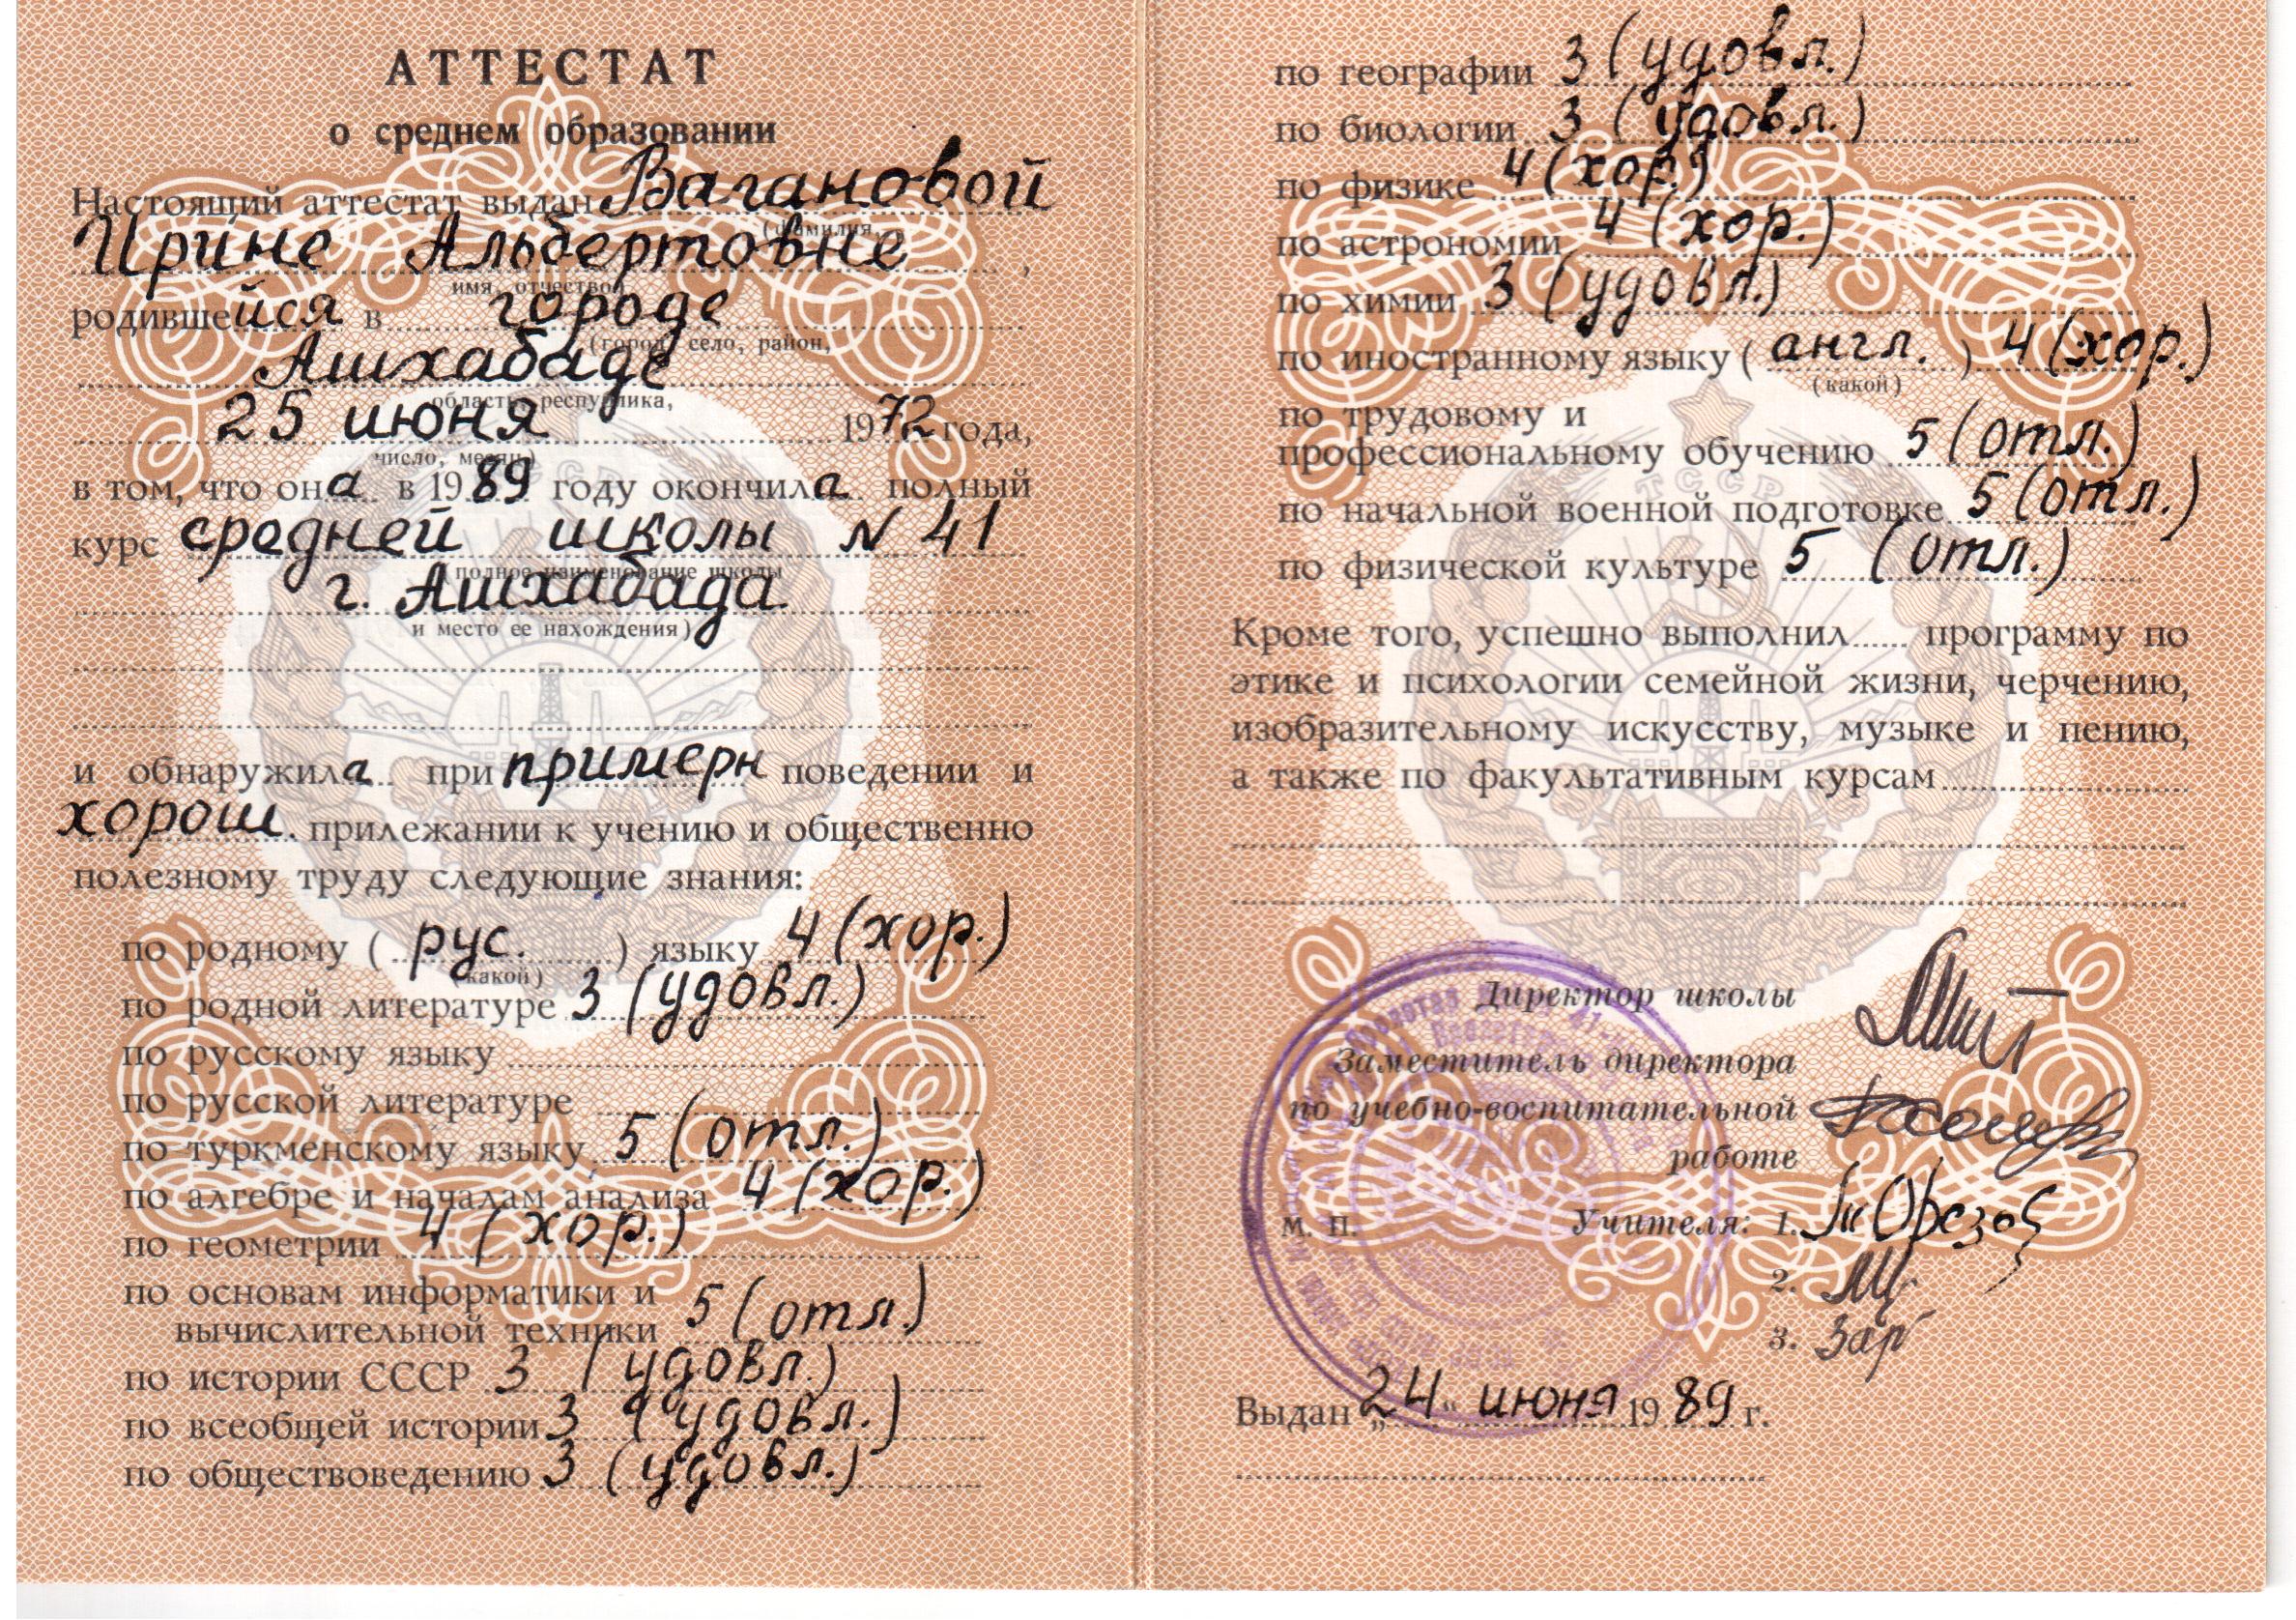 АТТЕСТАТ
о среднем образовании
Настоящий аттестат выдан Вагановой
(фамилия,
Ирине Альбертовне,
имя, отчество)
родившейся в городе
(город, село, район,
Ашхабаде
область, республика,
25 июня 1972 года,
число, месяц)
в том, что она в 1989 году окончила полный
курс средней школы N 41
(полное наименование школы
г. Ашхабада
и место ее нахождения)
и обнаружила при примерн поведении и
хорош. прилежании к учению и общественно
полезному труду следующие знания:
по родному (рус.) языку 4 (хор.)
(какой)
по родной литературе 3 (удовл.)
по русскому языку
по русской литературе
по туркменскому языку 5 (отл.)
по алгебре и началам анализа 4 (хор.)
по геометрии 4 (хор.)
по основам информатики и
вычислительной техники 5 (отл.)
по истории СССР 3 (удовл.)
по всеобщей истории 3 (удовл.)
по обществоведению 3 (удовл.)
по географии 3 (удовл.)
по биологии 3 (удовл.)
по физике 4 (хор.)
по астрономии 4 (хор.)
по химии 3 (удовл.)
по иностранному языку (англ.) 4 (хор.)
(какой)
по трудовому и
профессиональному обучению 5 (отл.)
ТССР
по начальной военной подготовке 5 (отл.)
по физической культуре 5 (отл.)
Кроме того, успешно выполнил программу по
этике и психологии семейной жизни, черчению,
изобразительному искусству, музыке и пению,
а также по факультативным курсам
Директор школы
Заместитель директора
по учебно-воспитательной
работе
м. п. Учителя: 1.
2.
3.
Выдан „24“ июня 1989 г.